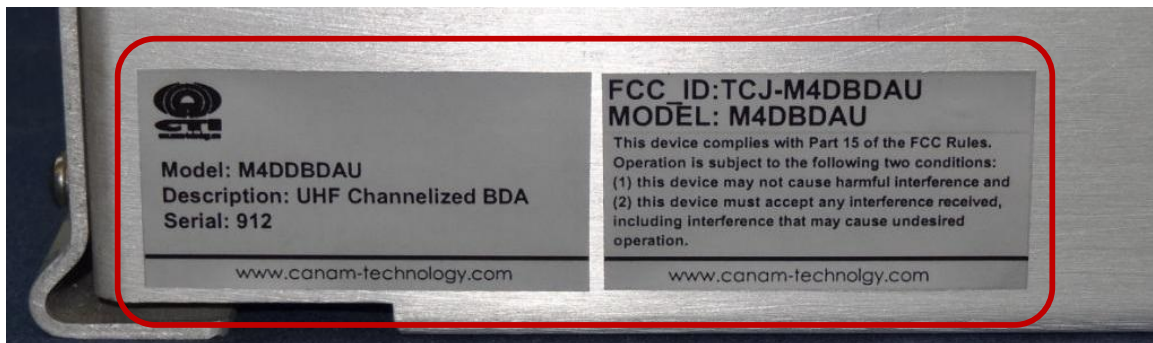 CTI
Model: M4DDBDAU
Description: UHF Channelized BDA
Serial: 912
www.canam-technology.com
FCC_ID:TCJ-M4DBDAU
MODEL: M4DBDAU
This device complies with Part 15 of the FCC Rules.
Operation is subject to the following two conditions:
(1) this device may not cause harmful interference and
(2) this device must accept any interference received,
including interference that may cause undesired
operation.
www.canam-technolgy.com